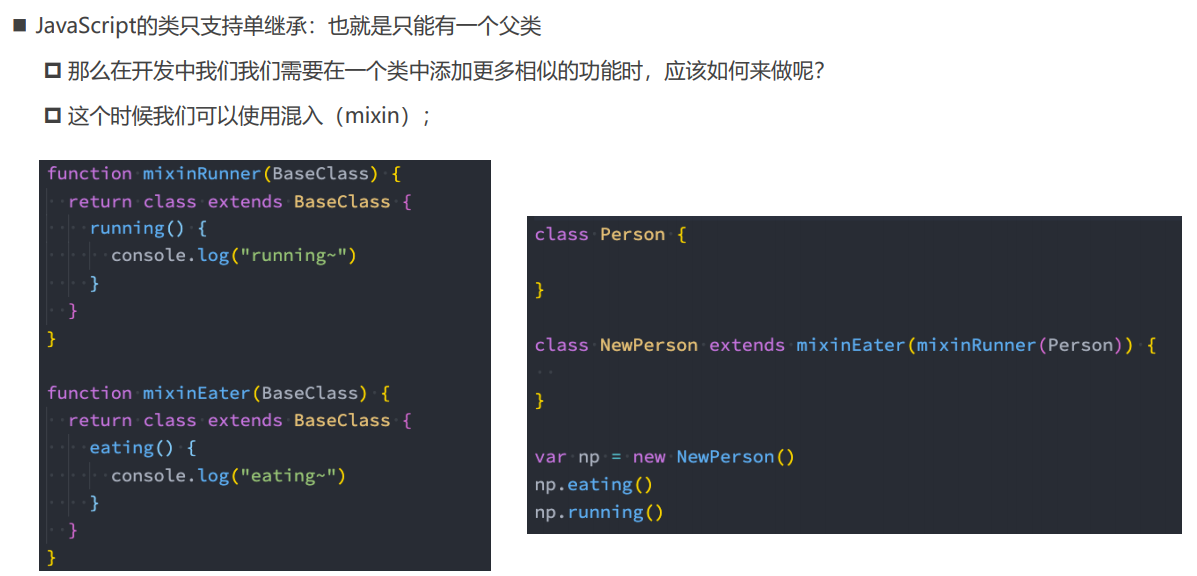 JavaScript的类只支持单继承：也就是只能有一个父类
那么在开发中我们我们需要在一个类中添加更多相似的功能时，应该如何来做呢？
这个时候我们可以使用混入（mixin）；
function mixinRunner(BaseClass) {
  return class extends BaseClass {
    running() {
      console.log("running~")
    }
  }
}
function mixinEater(BaseClass) {
  return class extends BaseClass {
    eating() {
      console.log("eating~")
    }
  }
}
class Person {
}
class NewPerson extends mixinEater(mixinRunner(Person)) {
}
var np = new NewPerson()
np.eating()
np.running()